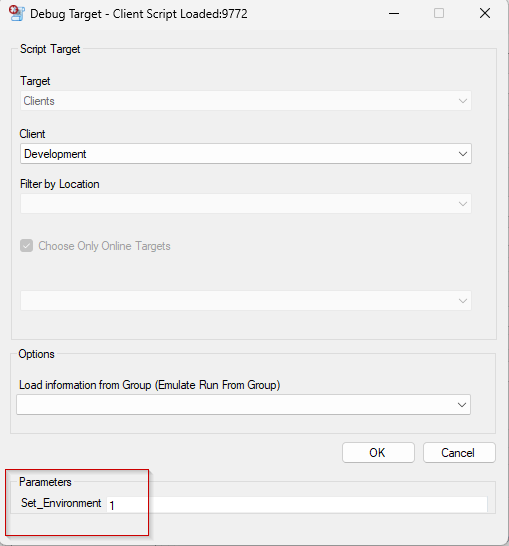 Debug Target - Client Script Loaded:9772
Script Target
Target
Clients
Client
Development
Filter by Location
Choose Only Online Targets
Options
Load information from Group (Emulate Run From Group)
OK Cancel
Parameters
Set_Environment 1